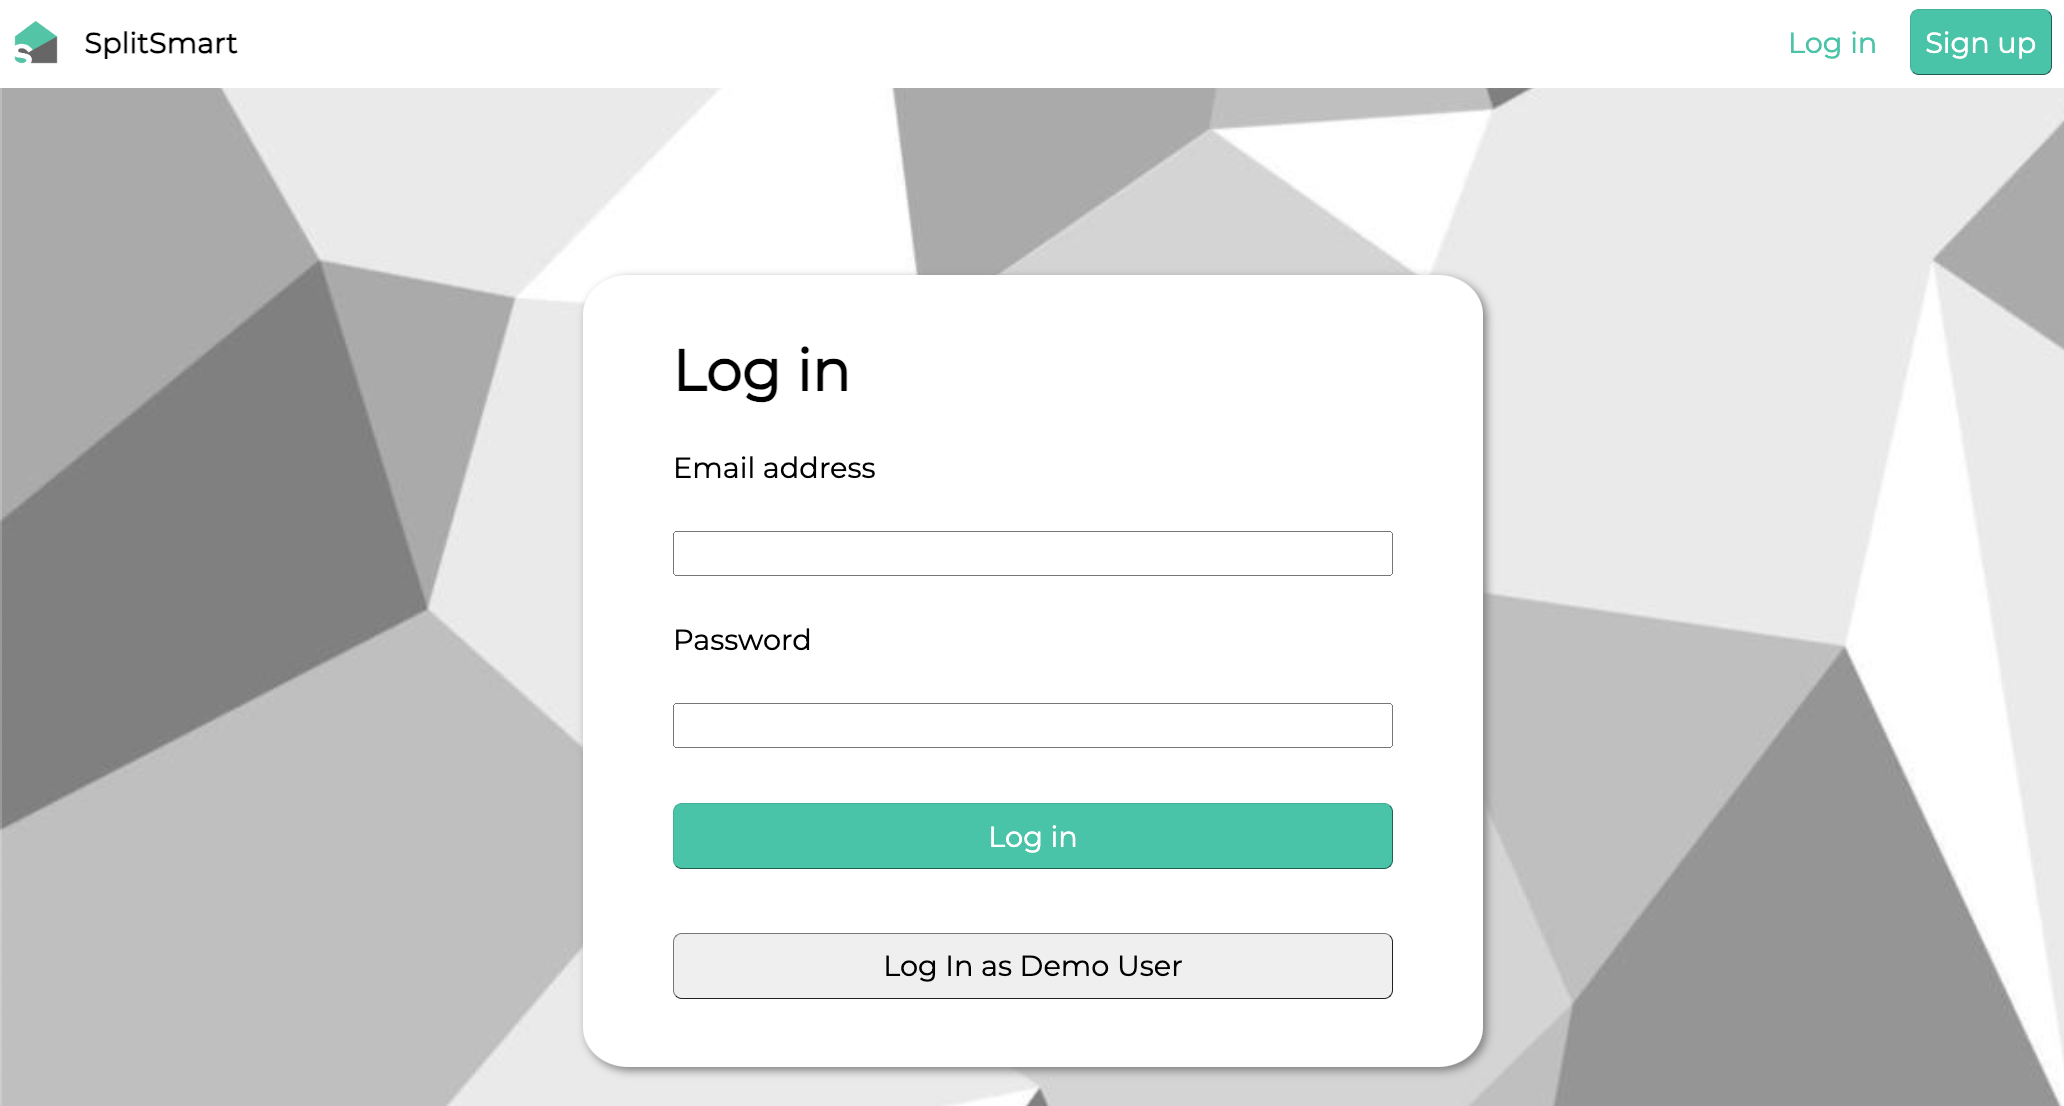 SplitSmart
Log in
Sign up
Log in
Email address
Password
Log in
Log In as Demo User